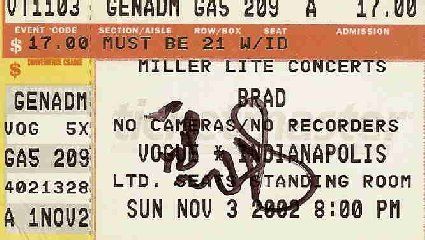 VT1103 GENADM GA5 209 A 17.00
EVENT CODE SECTION/AISLE ROW/BOX SEAT ADMISSION
$ 17.00 MUST BE 21 W/ID
$ CONVENIENCE CHARGE MILLER LITE CONCERTS
GENADM BRAD
VOG 5X NO CAMERAS/NO RECORDERS
GA5 209 VOGUE * INDIANAPOLIS
4021328 LTD. SEATS STANDING ROOM
A 1NOV2 SUN NOV 3 2002 8:00 PM